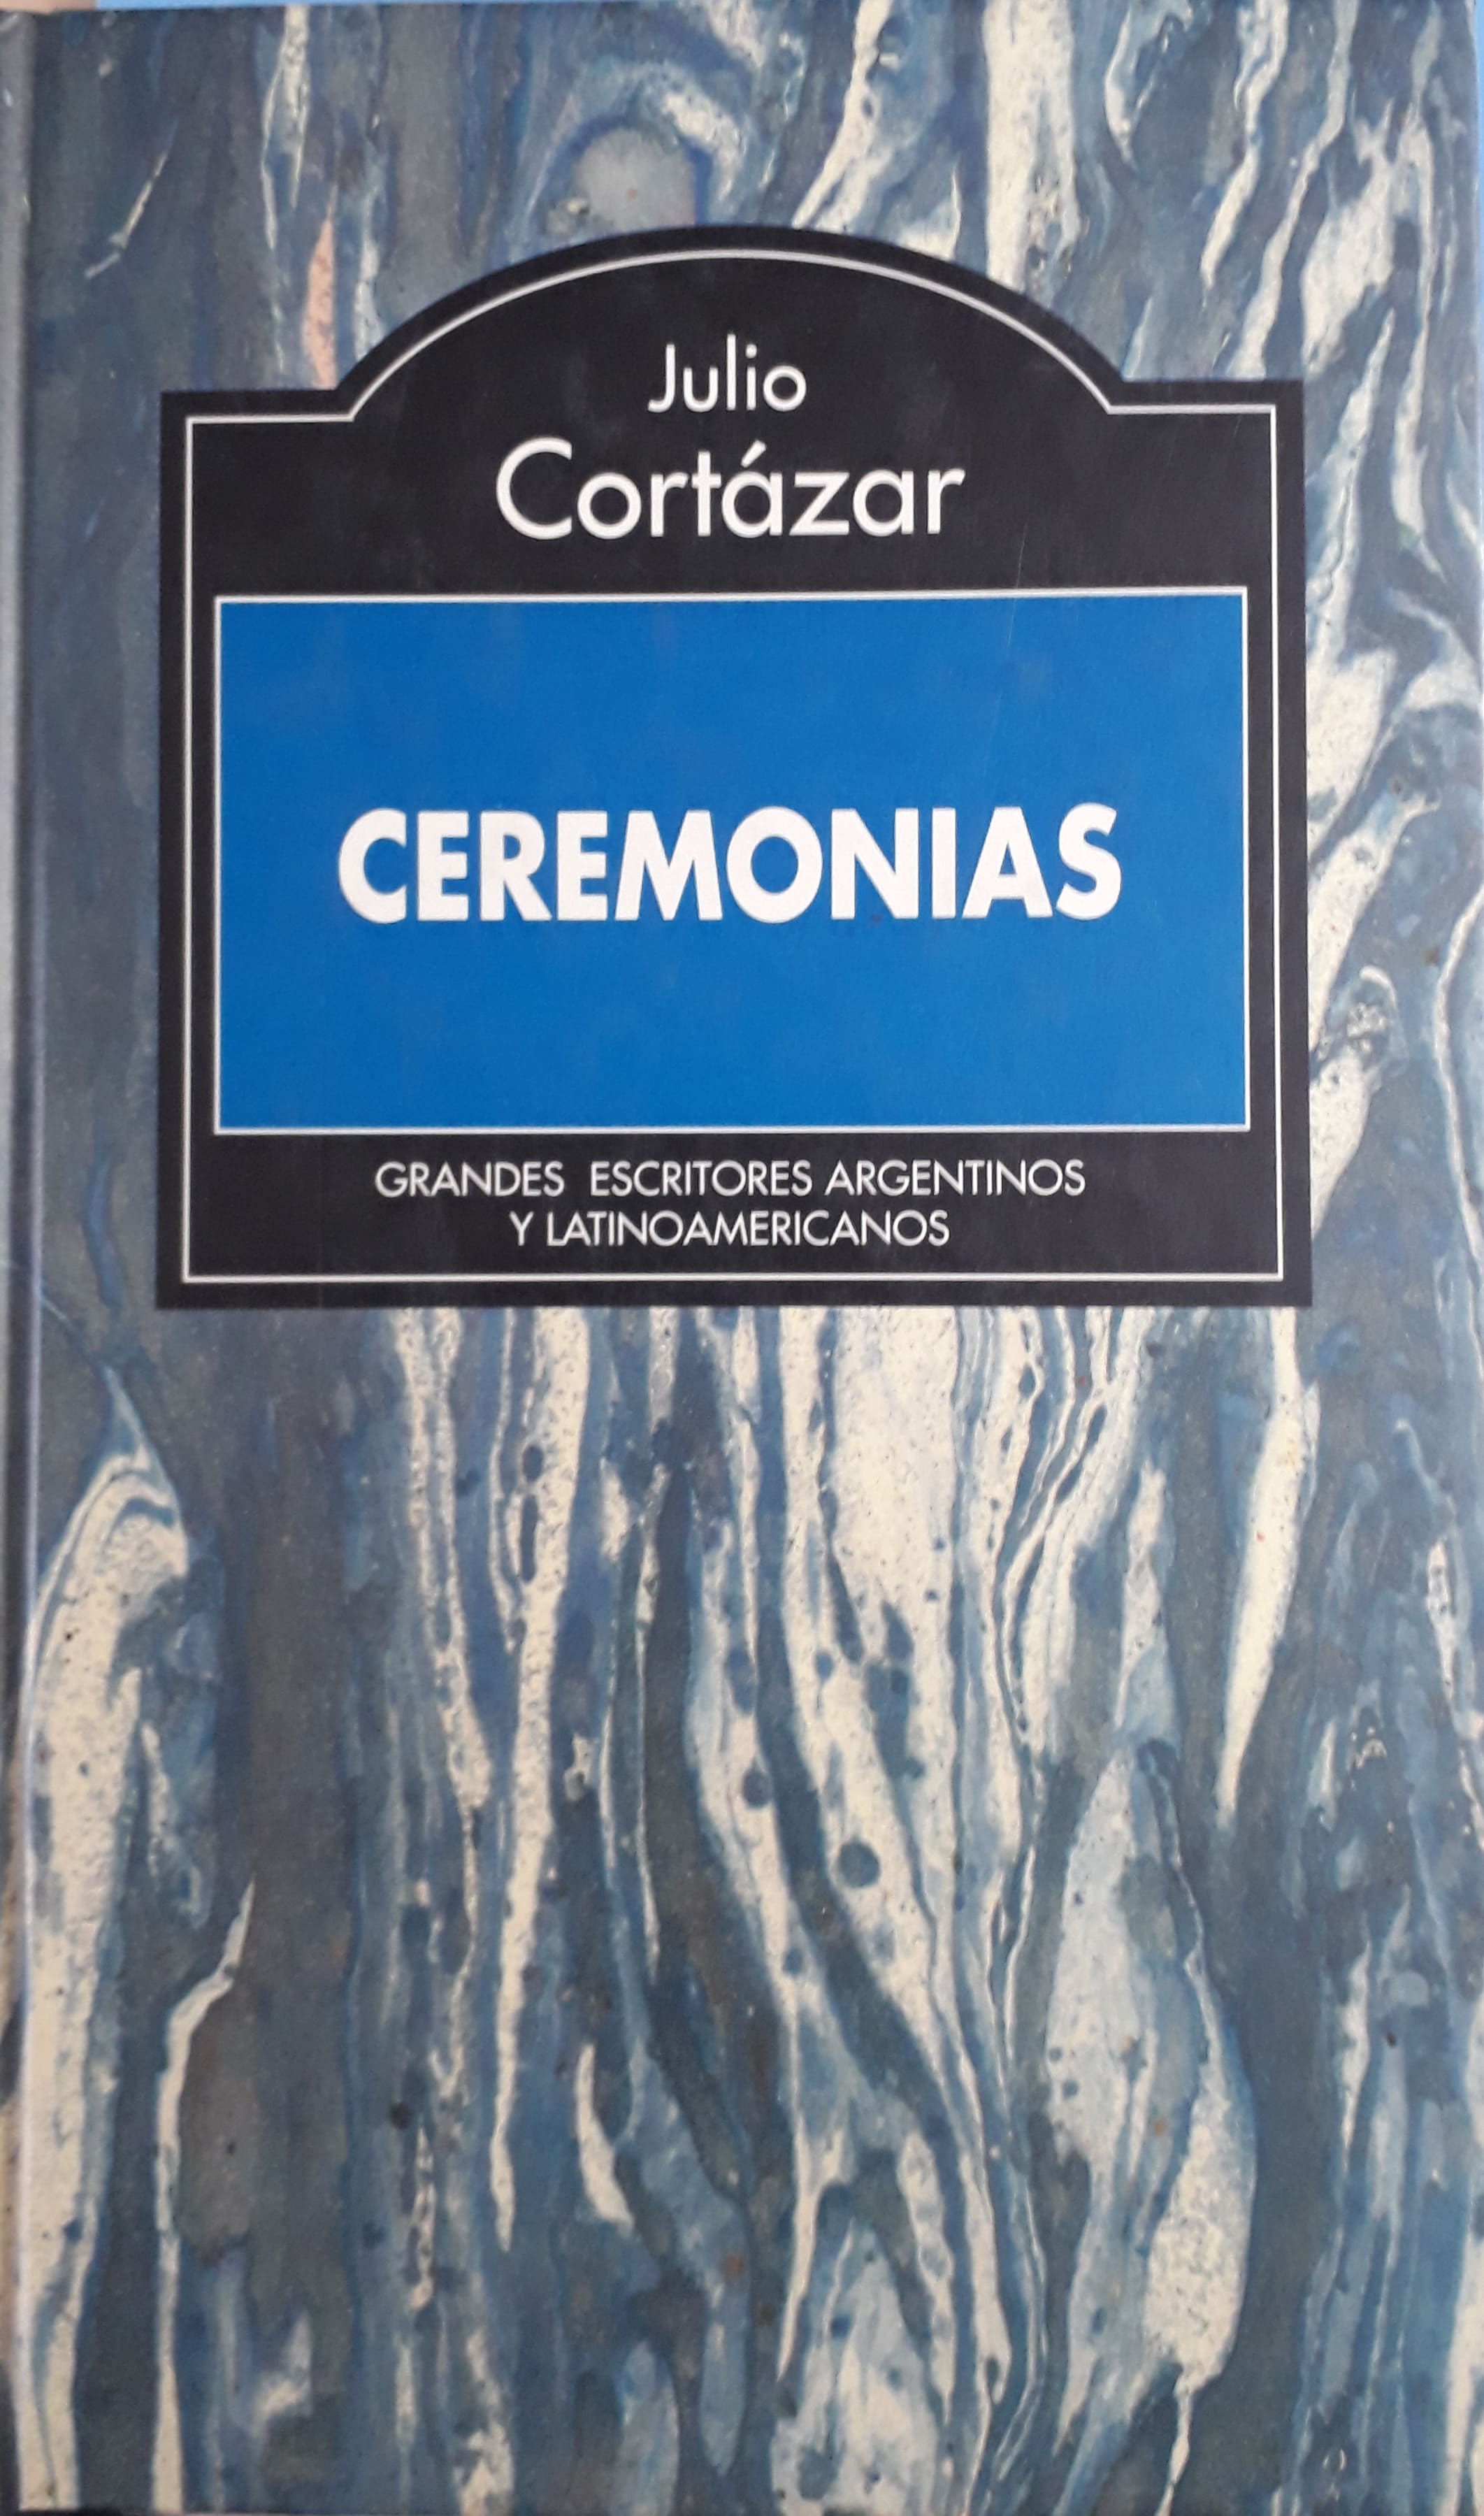 Julio
Cortázar
CEREMONIAS
GRANDES ESCRITORES ARGENTINOS
Y LATINOAMERICANOS